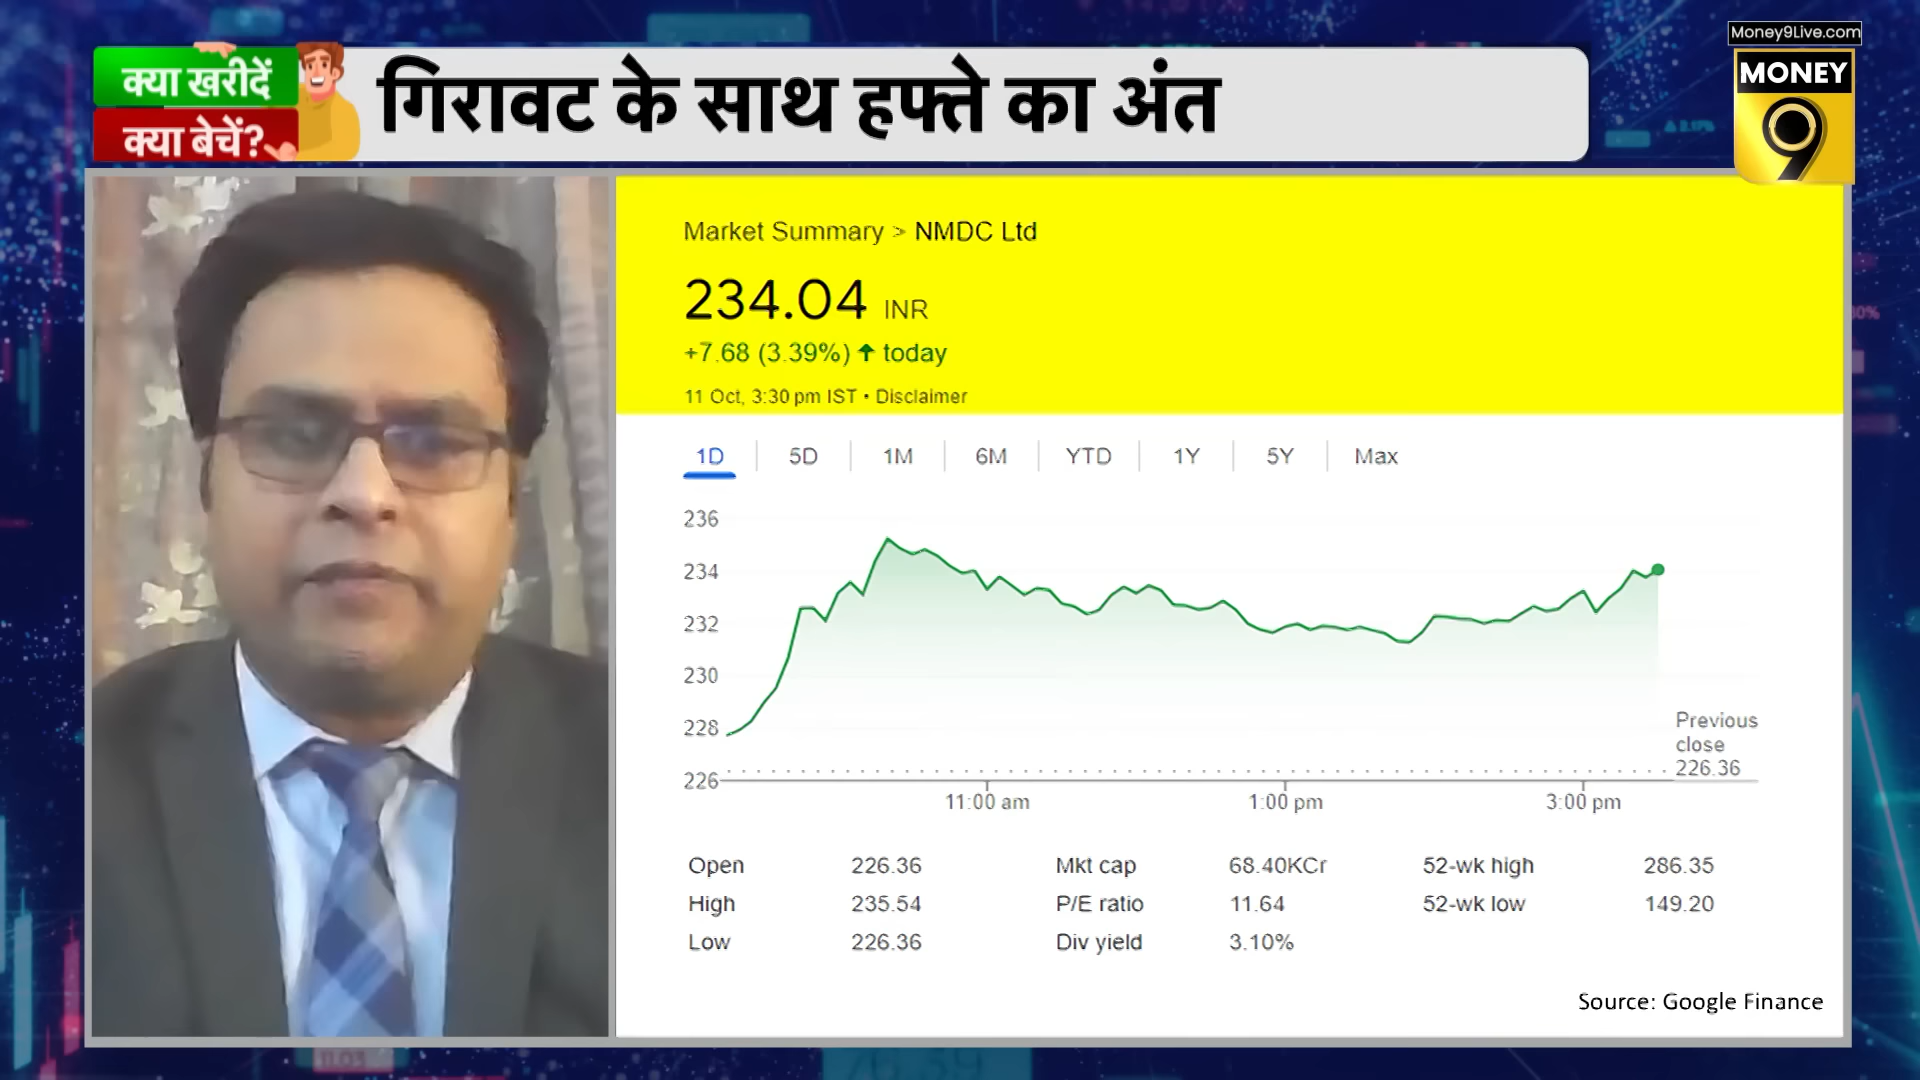 Money9Live.com
MONEY
9
क्या खरीदें
क्या बेचें?
गिरावट के साथ हफ्ते का अंत
Market Summary > NMDC Ltd
234.04 INR
+7.68 (3.39%) ↑ today
11 Oct, 3:30 pm IST • Disclaimer
1D 5D 1M 6M YTD 1Y 5Y Max
236
234
232
230
228
226
Previous
close
226.36
11:00 am 1:00 pm 3:00 pm
Open 226.36 Mkt cap 68.40KCr 52-wk high 286.35
High 235.54 P/E ratio 11.64 52-wk low 149.20
Low 226.36 Div yield 3.10%
Source: Google Finance